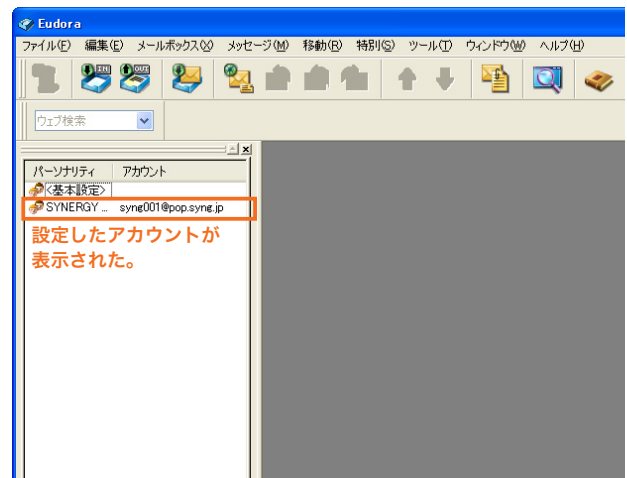 Eudora
ファイル(F) 編集(E) メールボックス(X) メッセージ(M) 移動(R) 特別(S) ツール(T) ウィンドウ(W) ヘルプ(H)
IN OUT
ウェブ検索
パーソナリティ アカウント
<基本設定>
SYNERGY ... syng001@pop.syng.jp
設定したアカウントが
表示された。